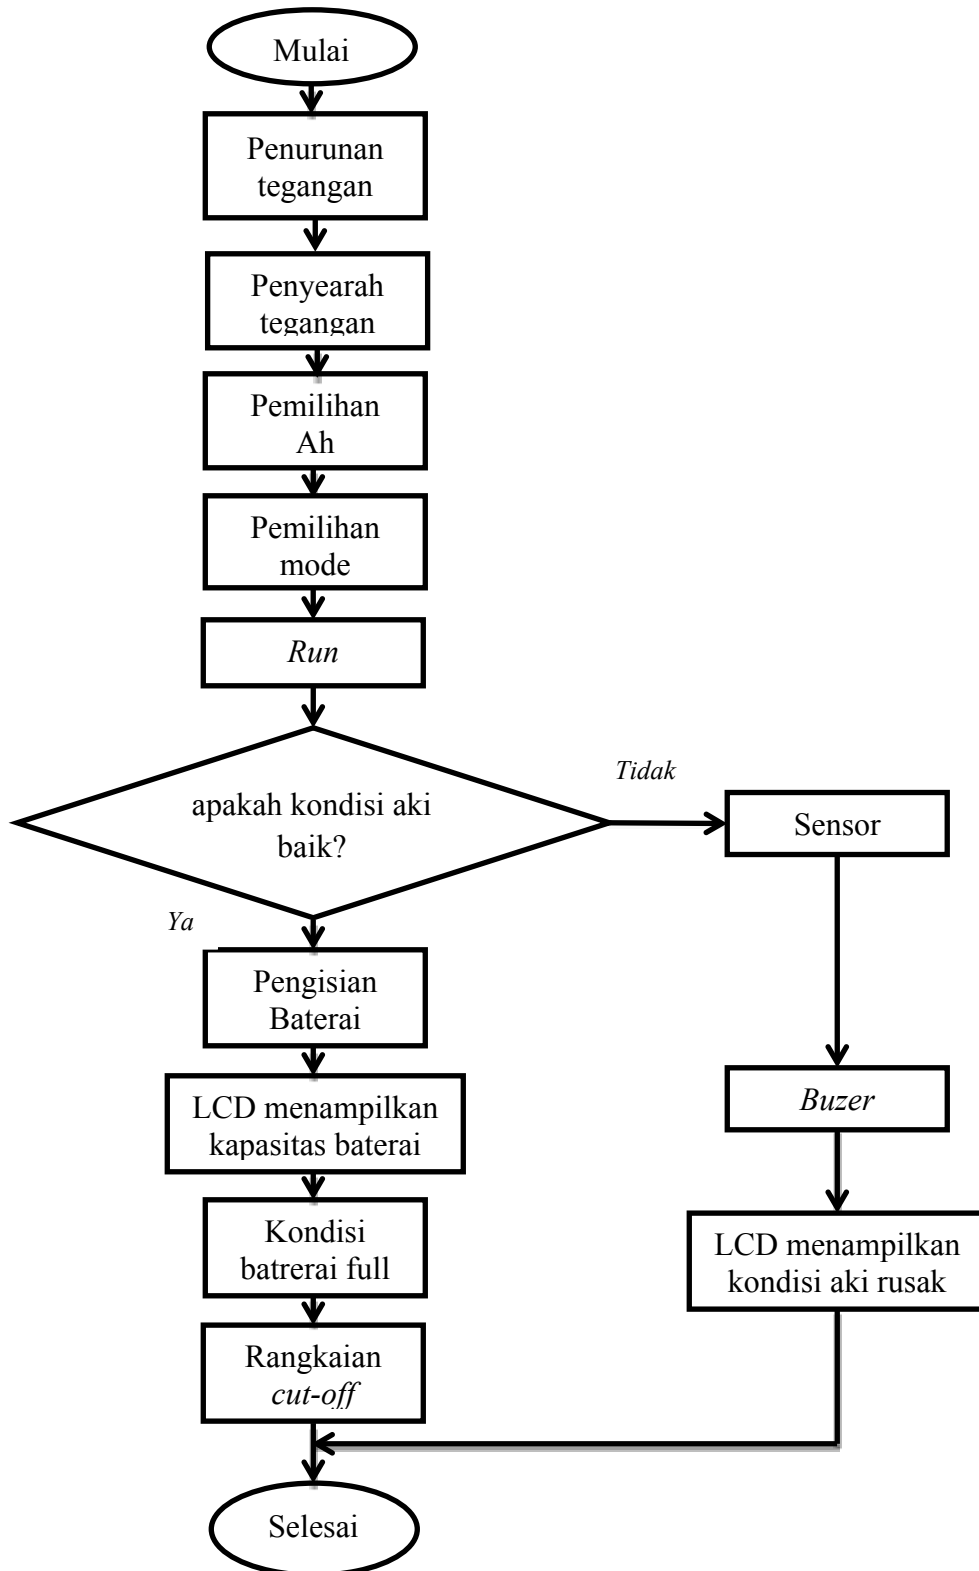 Mulai
Penurunan
tegangan
Penyearah
tegangan
Pemilihan
Ah
Pemilihan
mode
Run
apakah kondisi aki
baik?
Tidak
Sensor
Ya
Pengisian
Baterai
LCD menampilkan
kapasitas baterai
Kondisi
batrerai full
Rangkaian
cut-off
Buzer
LCD menampilkan
kondisi aki rusak
Selesai